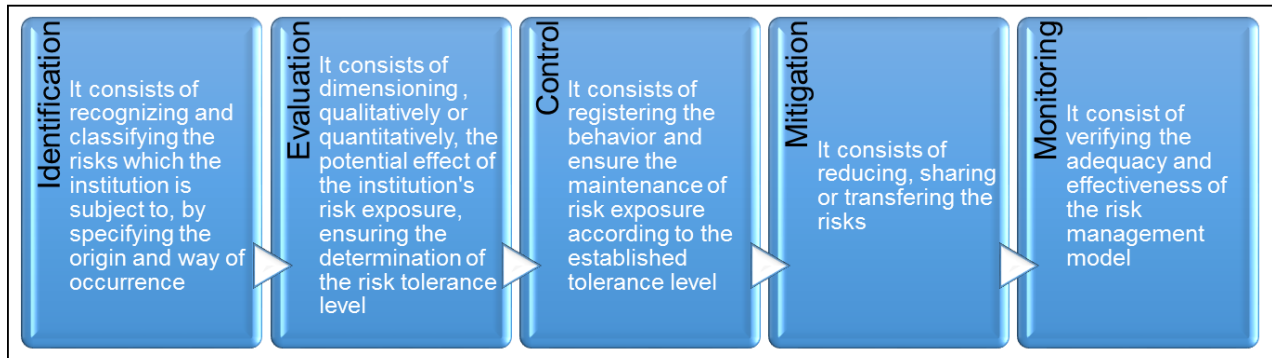 Identification
It consists of
recognizing and
classifying the
risks which the
institution is
subject to, by
specifying the
origin and way of
occurrence
Evaluation
It consists of
dimensioning ,
qualitatively or
quantitatively, the
potential effect of
the institution's
risk exposure,
ensuring the
determination of
the risk tolerance
level
Control
It consists of
registering the
behavior and
ensure the
maintenance of
risk exposure
according to the
established
tolerance level
Mitigation
It consists of
reducing, sharing
or transfering the
risks
Monitoring
It consist of
verifying the
adequacy and
effectiveness of
the risk
management
model